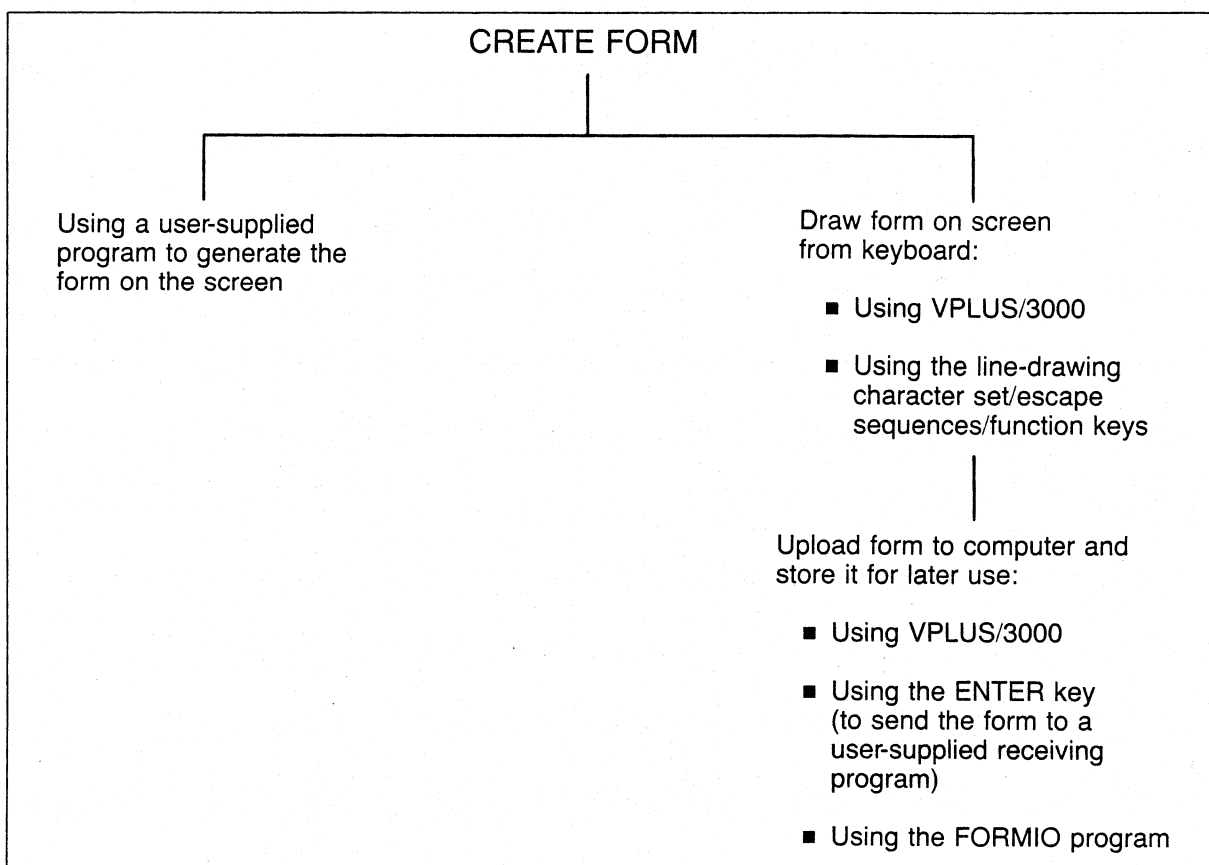 CREATE FORM
Using a user-supplied
program to generate the
form on the screen
Draw form on screen
from keyboard:
■ Using VPLUS/3000
■ Using the line-drawing
character set/escape
sequences/function keys
Upload form to computer and
store it for later use:
■ Using VPLUS/3000
■ Using the ENTER key
(to send the form to a
user-supplied receiving
program)
■ Using the FORMIO program